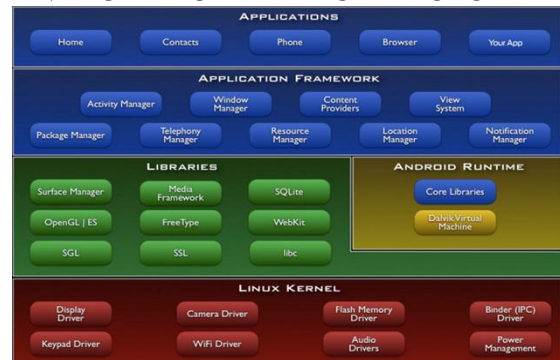 APPLICATIONS
Home Contacts Phone Browser Your App
APPLICATION FRAMEWORK
Activity Manager Window Manager Content Providers View System
Package Manager Telephony Manager Resource Manager Location Manager Notification Manager
LIBRARIES
Surface Manager Media Framework SQLite
OpenGL | ES FreeType WebKit
SGL SSL libc
ANDROID RUNTIME
Core Libraries
Dalvik Virtual Machine
LINUX KERNEL
Display Driver Camera Driver Flash Memory Driver Binder (IPC) Driver
Keypad Driver WiFi Driver Audio Drivers Power Management